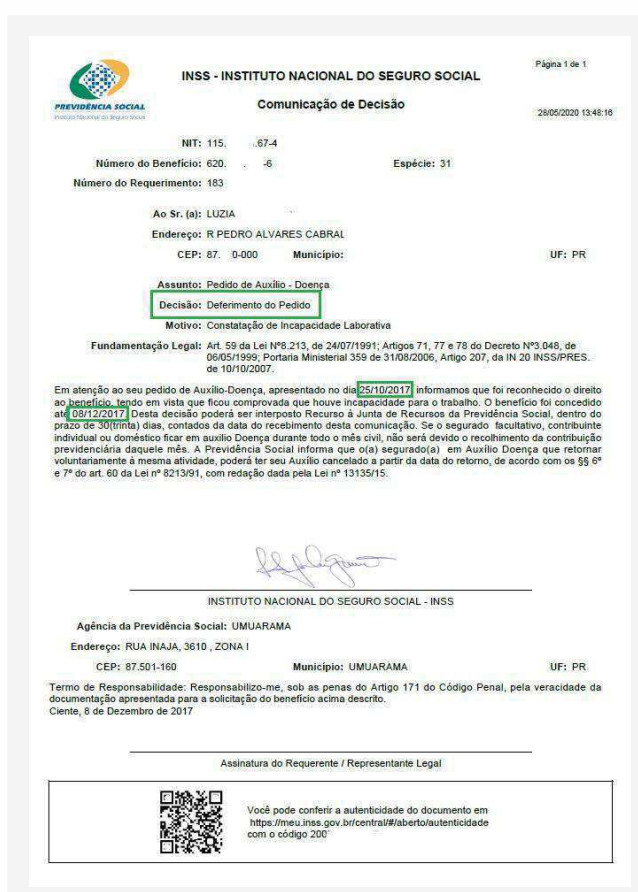 Página 1 de 1
INSS - INSTITUTO NACIONAL DO SEGURO SOCIAL
PREVIDÊNCIA SOCIAL
Instituto Nacional do Seguro Social
Comunicação de Decisão
28/05/2020 13:48:16
NIT: 115. .67-4
Número do Benefício: 620. . -6 Espécie: 31
Número do Requerimento: 183
Ao Sr. (a): LUZIA
Endereço: R PEDRO ALVARES CABRAL
CEP: 87. 0-000 Município: UF: PR
Assunto: Pedido de Auxílio - Doença
Decisão: Deferimento do Pedido
Motivo: Constatação de Incapacidade Laborativa
Fundamentação Legal: Art. 59 da Lei Nº8.213, de 24/07/1991; Artigos 71, 77 e 78 do Decreto Nº3.048, de
06/05/1999; Portaria Ministerial 359 de 31/08/2006, Artigo 207, da IN 20 INSS/PRES.
de 10/10/2007.
Em atenção ao seu pedido de Auxílio-Doença, apresentado no dia 25/10/2017, informamos que foi reconhecido o direito
ao benefício, tendo em vista que ficou comprovada que houve incapacidade para o trabalho. O benefício foi concedido
até 08/12/2017. Desta decisão poderá ser interposto Recurso à Junta de Recursos da Previdência Social, dentro do
prazo de 30(trinta) dias, contados da data do recebimento desta comunicação. Se o segurado facultativo, contribuinte
individual ou doméstico ficar em auxilio Doença durante todo o mês civil, não será devido o recolhimento da contribuição
previdenciária daquele mês. A Previdência Social informa que o(a) segurado(a) em Auxílio Doença que retornar
voluntariamente à mesma atividade, poderá ter seu Auxílio cancelado a partir da data do retorno, de acordo com os §§ 6º
e 7º do art. 60 da Lei nº 8213/91, com redação dada pela Lei nº 13135/15.
INSTITUTO NACIONAL DO SEGURO SOCIAL - INSS
Agência da Previdência Social: UMUARAMA
Endereço: RUA INAJA, 3610 , ZONA I
CEP: 87.501-160 Município: UMUARAMA UF: PR
Termo de Responsabilidade: Responsabilizo-me, sob as penas do Artigo 171 do Código Penal, pela veracidade da
documentação apresentada para a solicitação do benefício acima descrito.
Ciente, 8 de Dezembro de 2017
Assinatura do Requerente / Representante Legal
Você pode conferir a autenticidade do documento em
https://meu.inss.gov.br/central/#/aberto/autenticidade
com o código 200